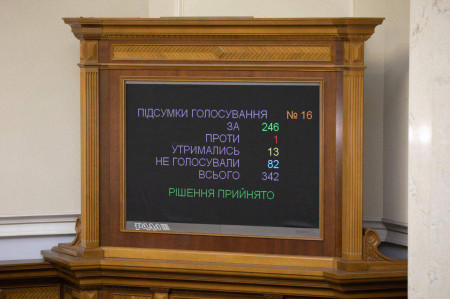 ПІДСУМКИ ГОЛОСУВАННЯ № 16
ЗА 246
ПРОТИ 1
УТРИМАЛИСЬ 13
НЕ ГОЛОСУВАЛИ 82
ВСЬОГО 342
РІШЕННЯ ПРИЙНЯТО